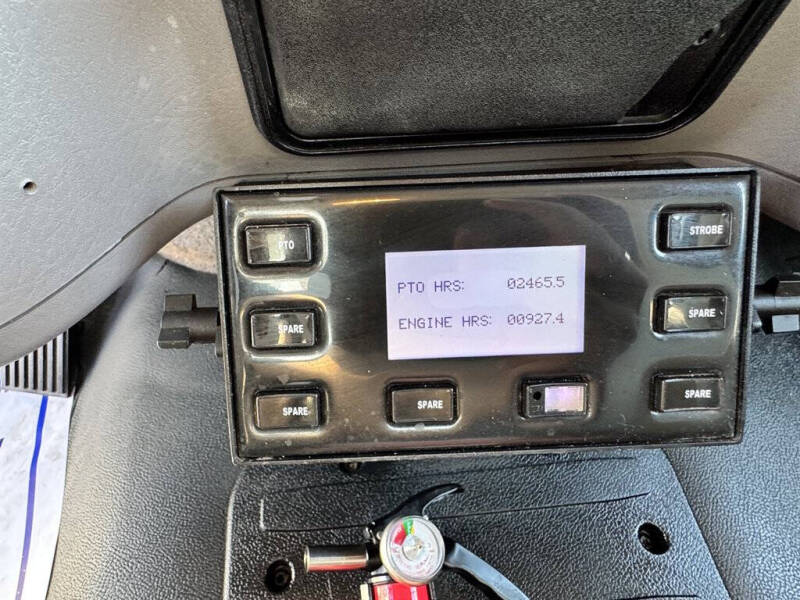 PTO
STROBE
PTO HRS: 02465.5
ENGINE HRS: 00927.4
SPARE
SPARE
SPARE
SPARE
SPARE